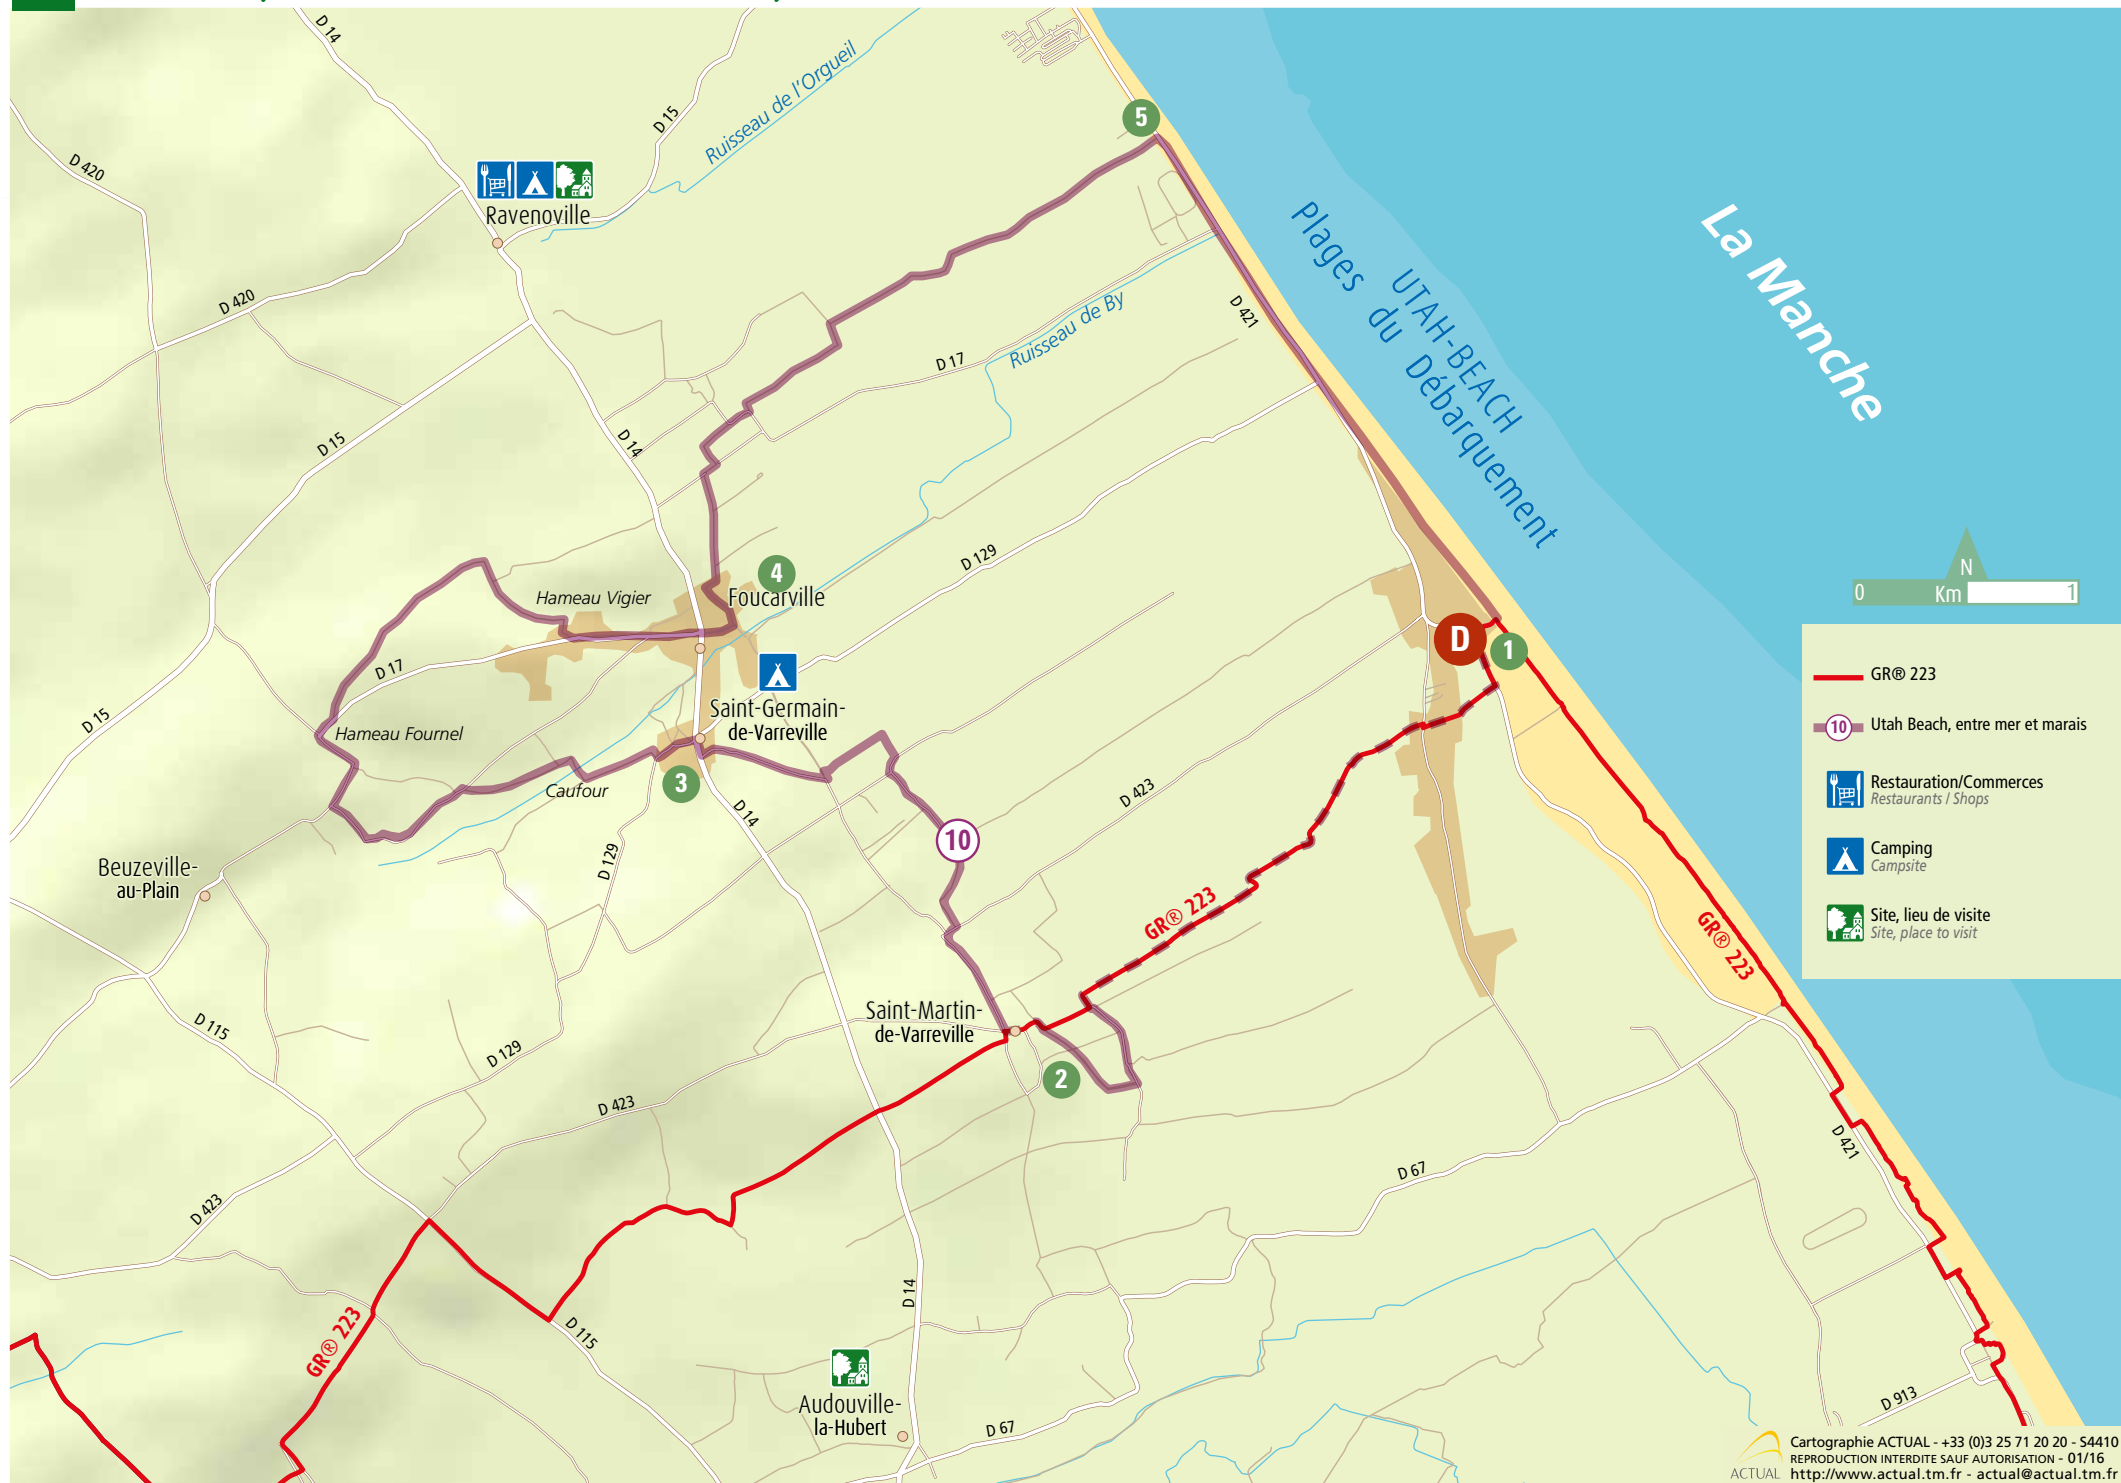 D 14
D 15
Ruisseau de l'Orgueil
5
D 420
Ravenoville
La Manche
Plages du Débarquement
UTAH-BEACH
D 420
D 421
Ruisseau de By
D 17
D 15
D 14
D 129
N
0 Km 1
4
Hameau Vigier
Foucarville
D
1
GR® 223
D 17
10 Utah Beach, entre mer et marais
Saint-Germain-
de-Varreville
D 15
Hameau Fournel
Restauration/Commerces
Restaurants / Shops
3
Caufour
D 423
D 14
10
Camping
Campsite
Beuzeville-
au-Plain
D 129
GR® 223
Site, lieu de visite
Site, place to visit
GR® 223
Saint-Martin-
de-Varreville
D 115
D 129
2
D 423
D 421
D 67
D 423
D 14
GR® 223
D 115
Audouville-
la-Hubert
D 67
D 913
ACTUAL
Cartographie ACTUAL - +33 (0)3 25 71 20 20 - S4410
REPRODUCTION INTERDITE SAUF AUTORISATION - 01/16
http://www.actual.tm.fr - actual@actual.tm.fr